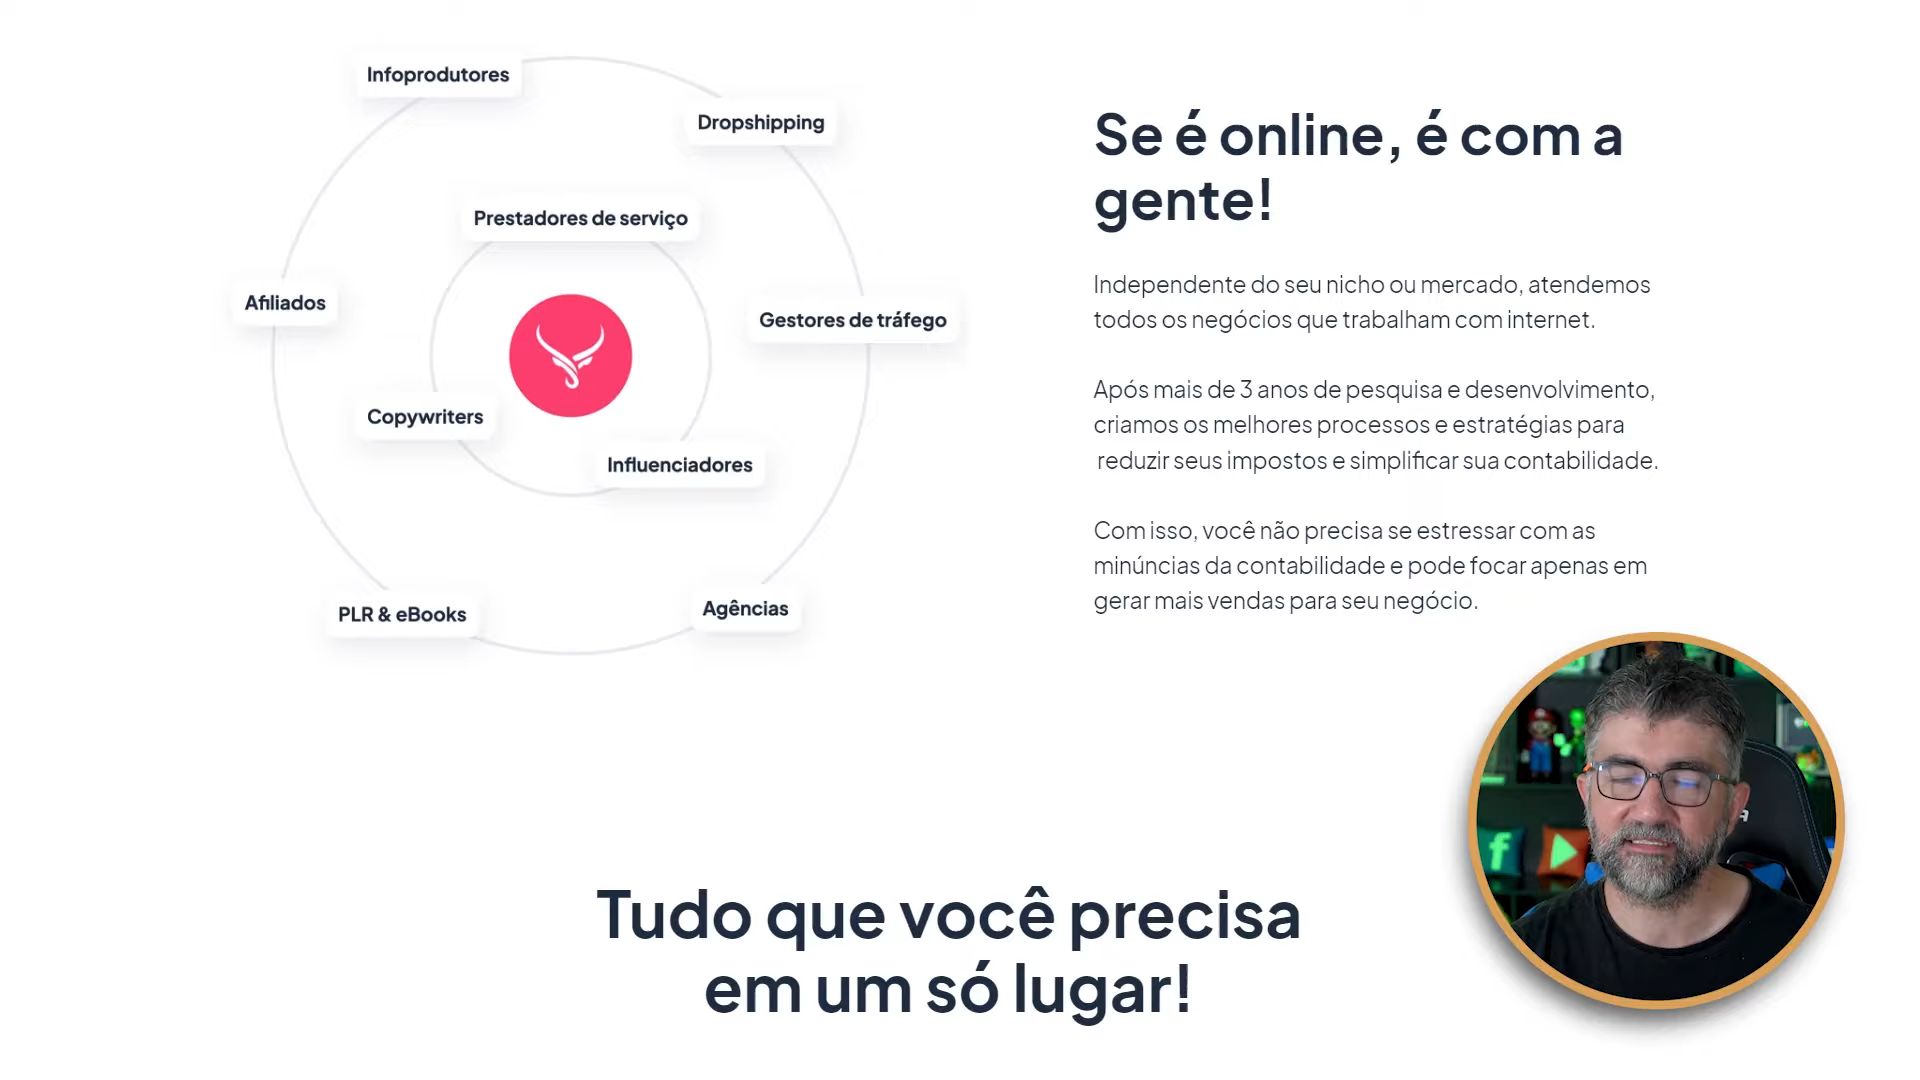 Infoprodutores
Dropshipping
Prestadores de serviço
Afiliados
Gestores de tráfego
Copywriters
Influenciadores
PLR & eBooks
Agências
Se é online, é com a
gente!
Independente do seu nicho ou mercado, atendemos
todos os negócios que trabalham com internet.
Após mais de 3 anos de pesquisa e desenvolvimento,
criamos os melhores processos e estratégias para
reduzir seus impostos e simplificar sua contabilidade.
Com isso, você não precisa se estressar com as
minúncias da contabilidade e pode focar apenas em
gerar mais vendas para seu negócio.
Tudo que você precisa
em um só lugar!
f